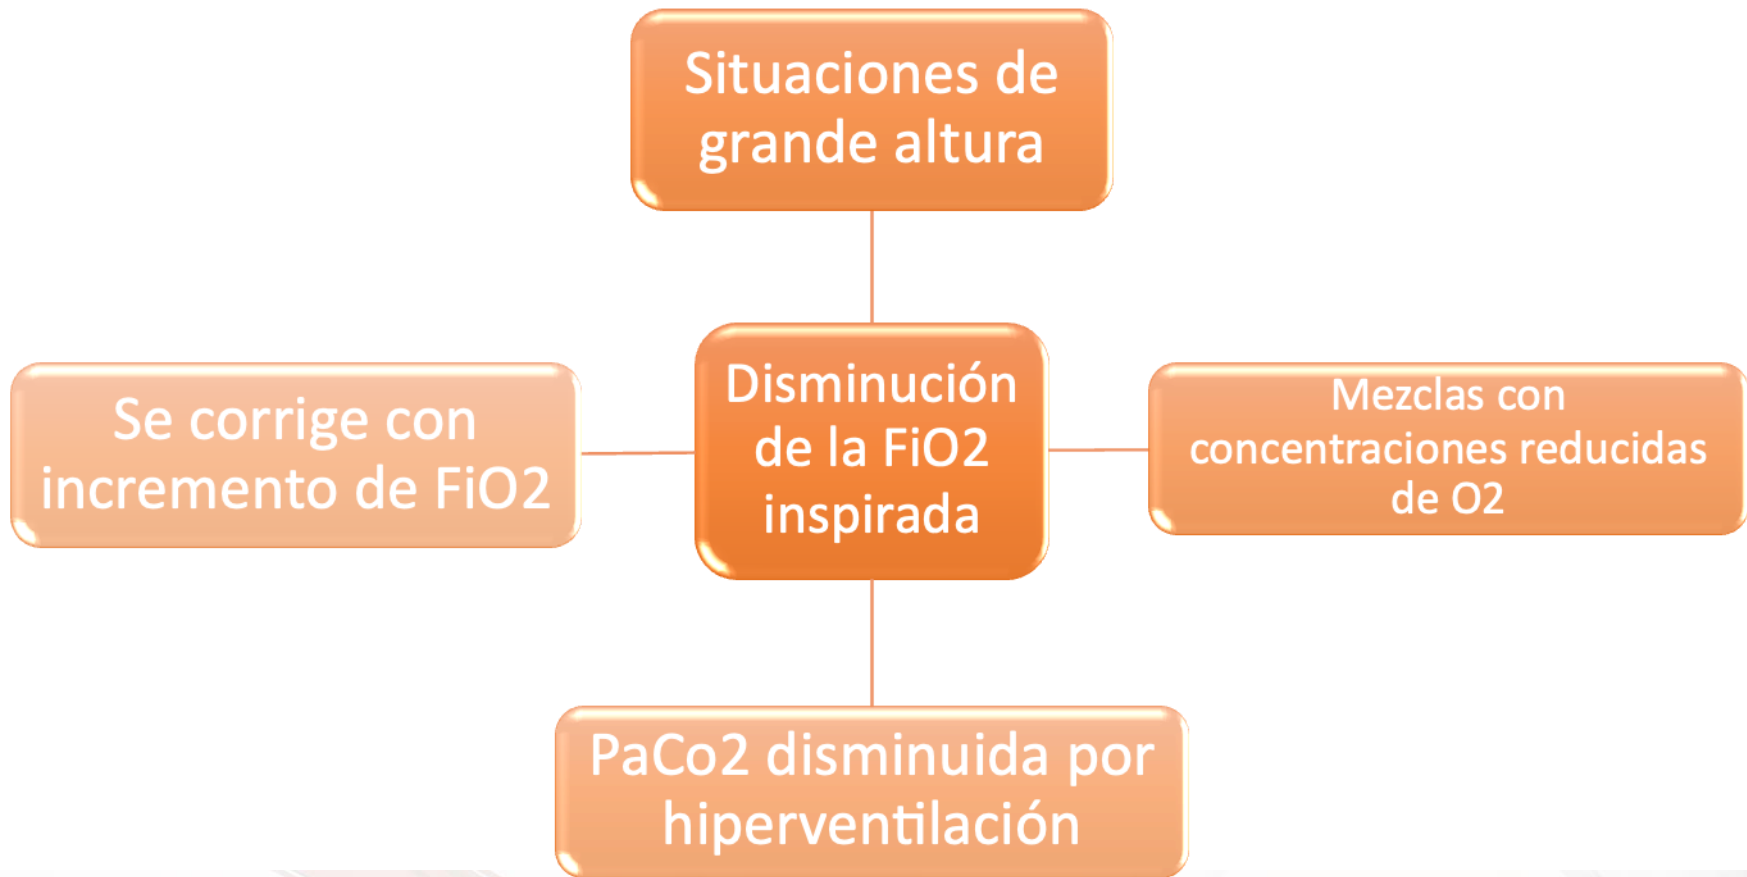 Situaciones de
grande altura
Se corrige con
incremento de FiO2
Disminución
de la FiO2
inspirada
Mezclas con
concentraciones reducidas
de O2
PaCo2 disminuida por
hiperventilación